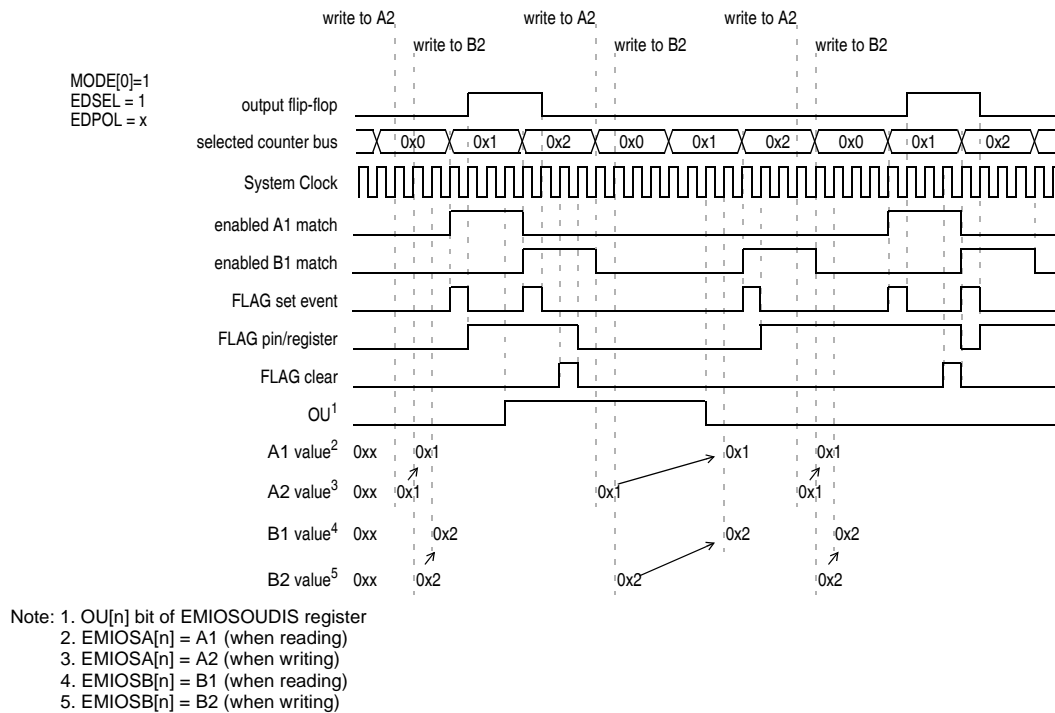 write to A2 write to A2 write to A2
write to B2 write to B2 write to B2
MODE[0]=1
EDSEL = 1
EDPOL = x
output flip-flop
selected counter bus 0x0 0x1 0x2 0x0 0x1 0x2 0x0 0x1 0x2
System Clock
enabled A1 match
enabled B1 match
FLAG set event
FLAG pin/register
FLAG clear
OU1
A1 value2 0xx 0x1 0x1 0x1
A2 value3 0xx 0x1 0x1 0x1
B1 value4 0xx 0x2 0x2 0x2
B2 value5 0xx 0x2 0x2 0x2
Note: 1. OU[n] bit of EMIOSOUDIS register
2. EMIOSA[n] = A1 (when reading)
3. EMIOSA[n] = A2 (when writing)
4. EMIOSB[n] = B1 (when reading)
5. EMIOSB[n] = B2 (when writing)